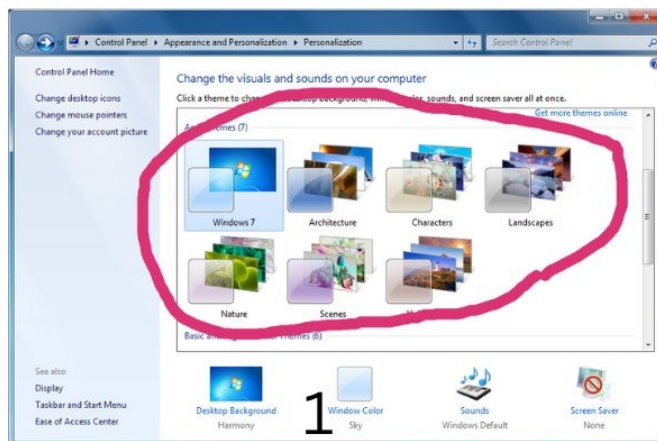 Control Panel
Appearance and Personalization
Personalization
Search Control Panel
Control Panel Home
Change desktop icons
Change mouse pointers
Change your account picture
Change the visuals and sounds on your computer
Click a theme to
sounds, and screen saver all at once.
Get more themes online
(7)
Windows 7
Architecture
Characters
Landscapes
Nature
Scenes
Basic
Themes (6)
See also
Display
Taskbar and Start Menu
Ease of Access Center
Desktop Background
Harmony
1
Window Color
Sky
Sounds
Windows Default
Screen Saver
None